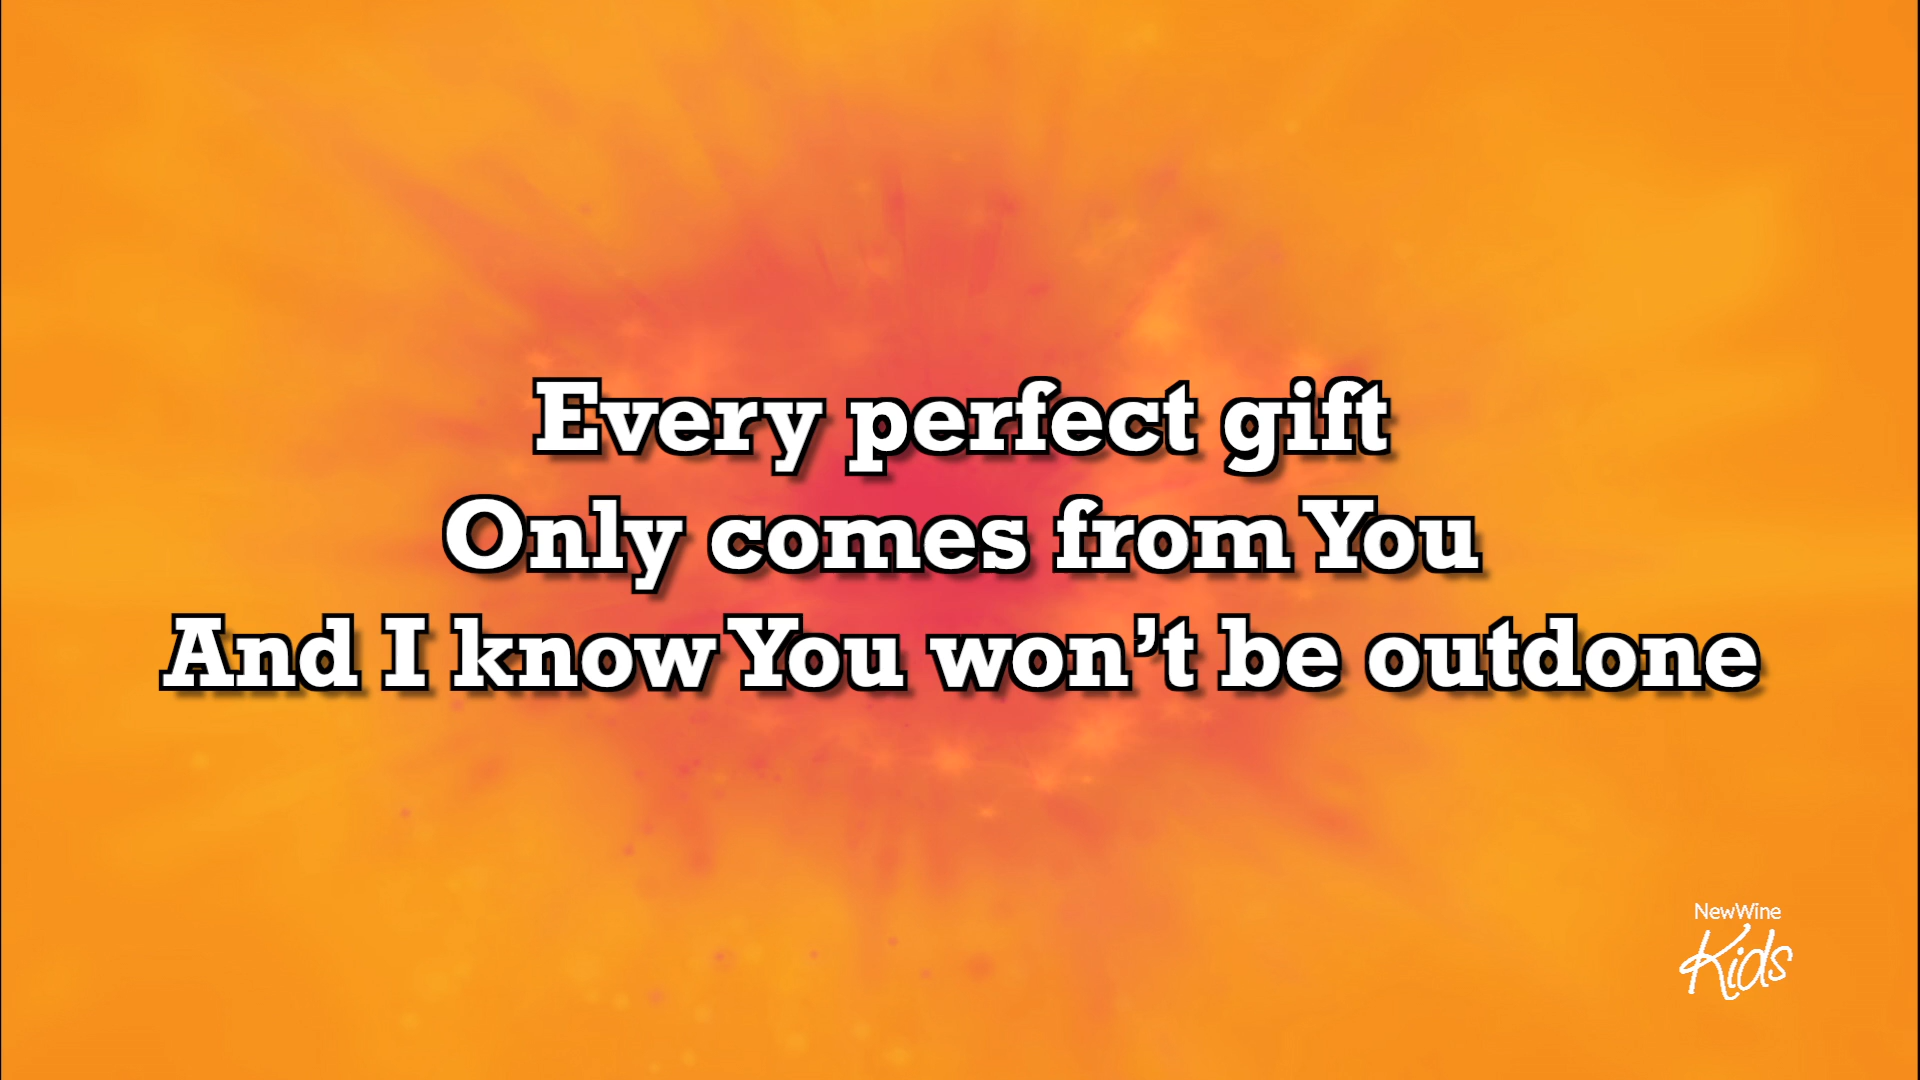 Every perfect gift
Only comes from You
And I know You won’t be outdone
NewWine
Kids